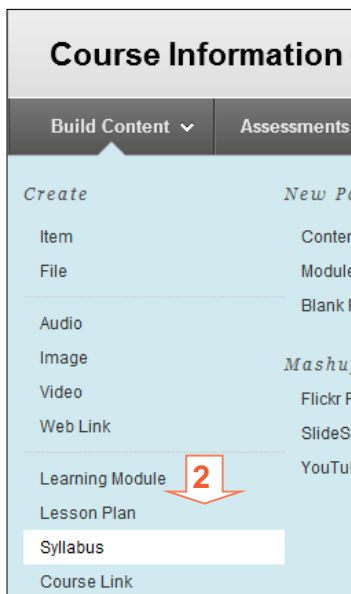 Course Information
Build Content
Assessments
Create
Item
File
Audio
Image
Video
Web Link
Learning Module
2
Lesson Plan
Syllabus
Course Link
New
Module
Blank
Flickr